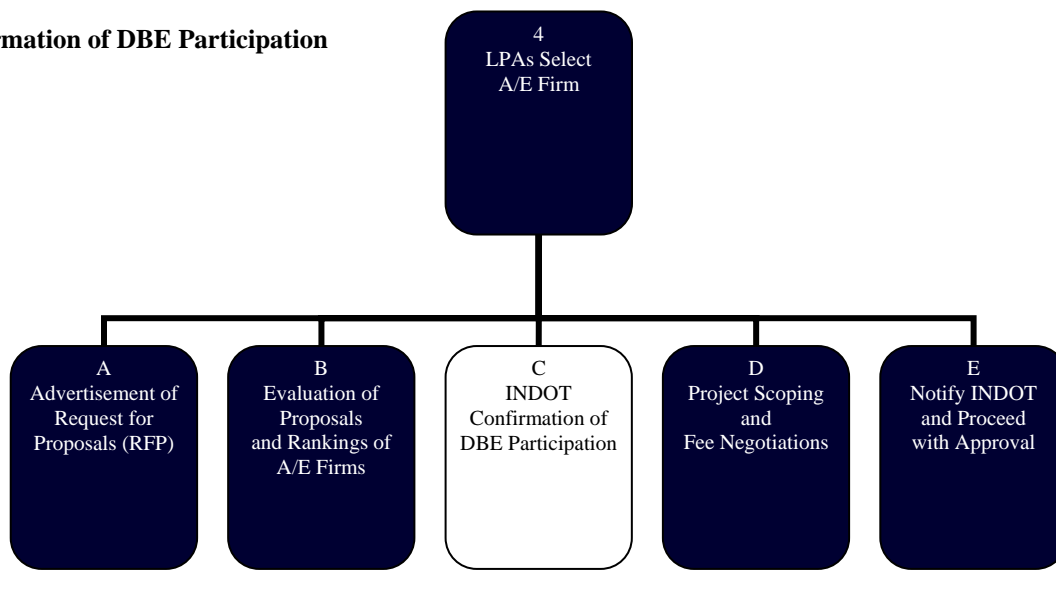 rmation of DBE Participation
4
LPAs Select
A/E Firm
A
Advertisement of
Request for
Proposals (RFP)
B
Evaluation of
Proposals
and Rankings of
A/E Firms
C
INDOT
Confirmation of
DBE Participation
D
Project Scoping
and
Fee Negotiations
E
Notify INDOT
and Proceed
with Approval